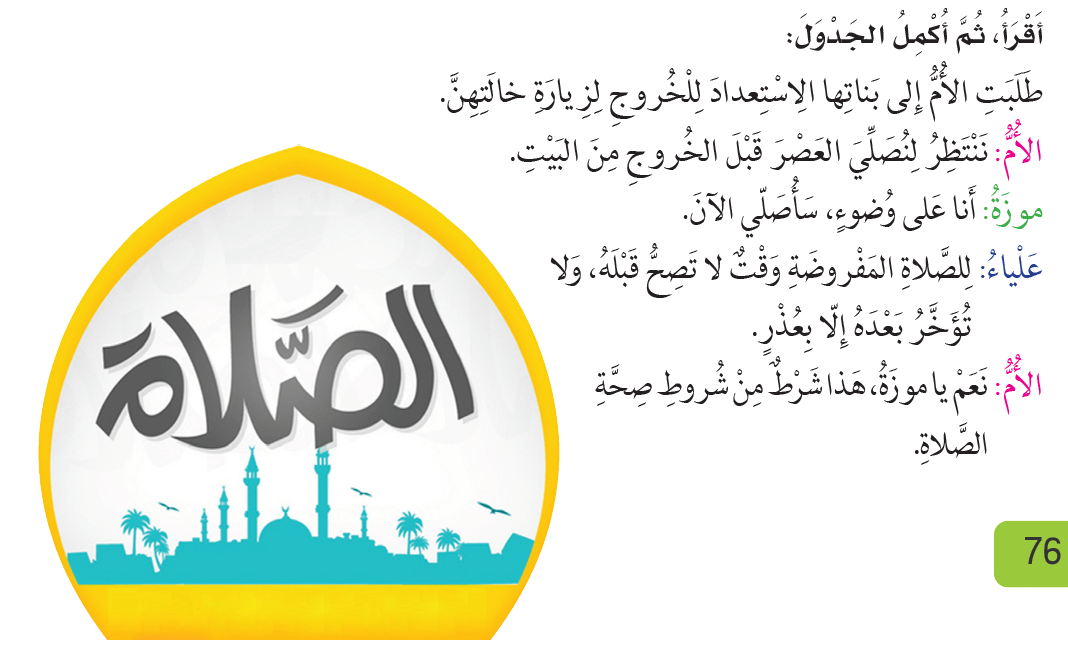 أَقْرَأُ، ثُمَّ أُكْمِلُ الجَدْوَلَ:
طَلَبَتِ الأُمُّ إِلى بَناتِها الِاسْتِعدادَ لِلْخُروجِ لِزِيارَةِ خالَتِهِنَّ.
الأُمُّ: نَنْتَظِرُ لِنُصَلِّيَ العَصْرَ قَبْلَ الخُروجِ مِنَ البَيْتِ.
موزَةُ: أَنا عَلى وُضوءٍ، سَأُصَلّي الآنَ.
عَلْياءُ: لِلصَّلاةِ المَفْروضَةِ وَقْتٌ لا تَصِحُّ قَبْلَهُ، وَلا
تُؤَخَّرُ بَعْدَهُ إِلّا بِعُذْرٍ.
الأُمُّ: نَعَمْ يا موزَةُ، هَذا شَرْطٌ مِنْ شُروطِ صِحَّةِ
الصَّلاةِ.
الصَّلاة
76